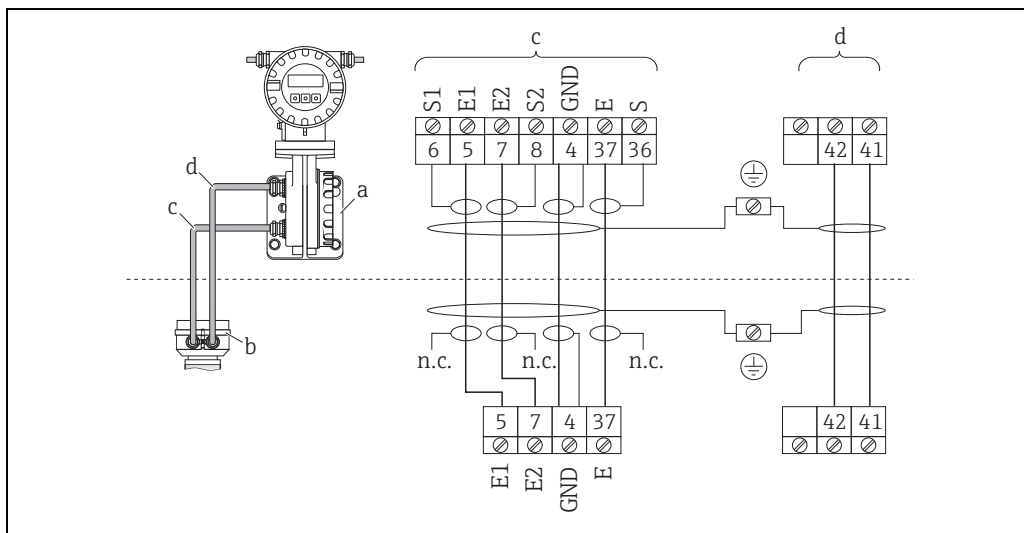 c
d
S1 E1 E2 S2 GND E S
6 5 7 8 4 37 36
42 41
a
d
c
b
n.c. n.c. n.c.
5 7 4 37
42 41
E1 E2 GND E